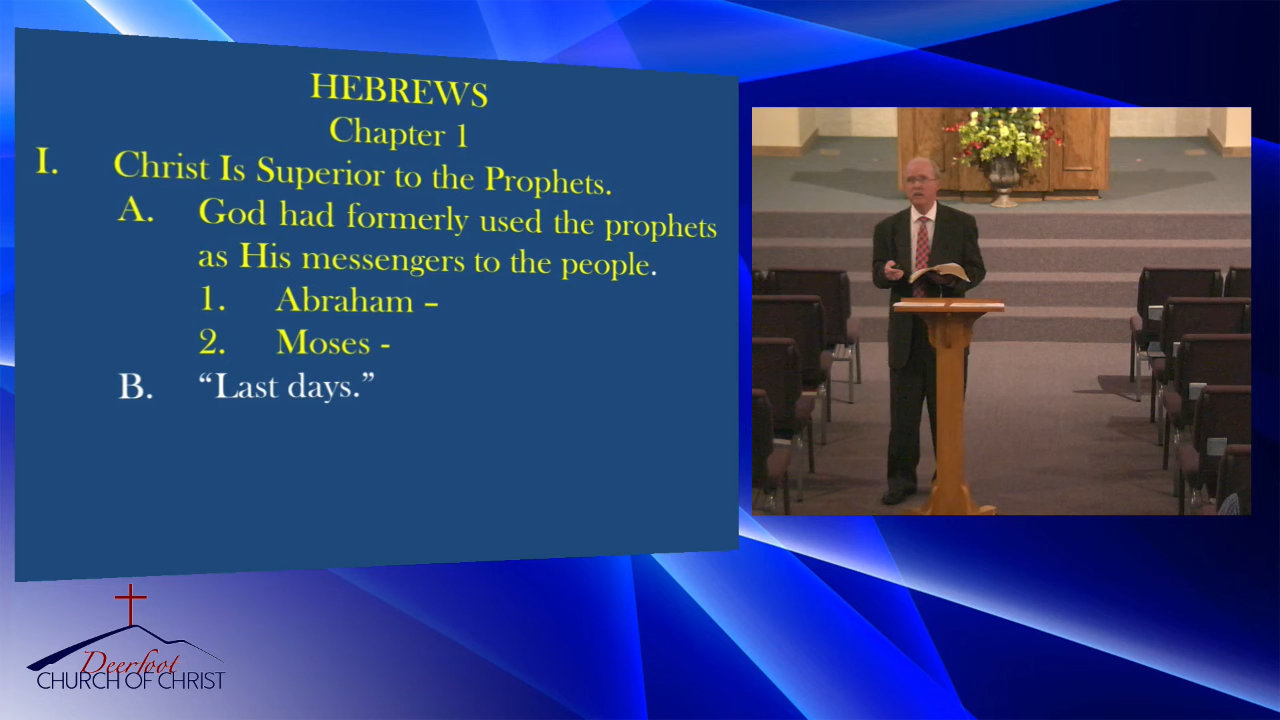 HEBREWS
Chapter 1
I. Christ Is Superior to the Prophets.
A. God had formerly used the prophets
as His messengers to the people.
1. Abraham –
2. Moses -
B. “Last days.”
Deerfoot
CHURCH OF CHRIST